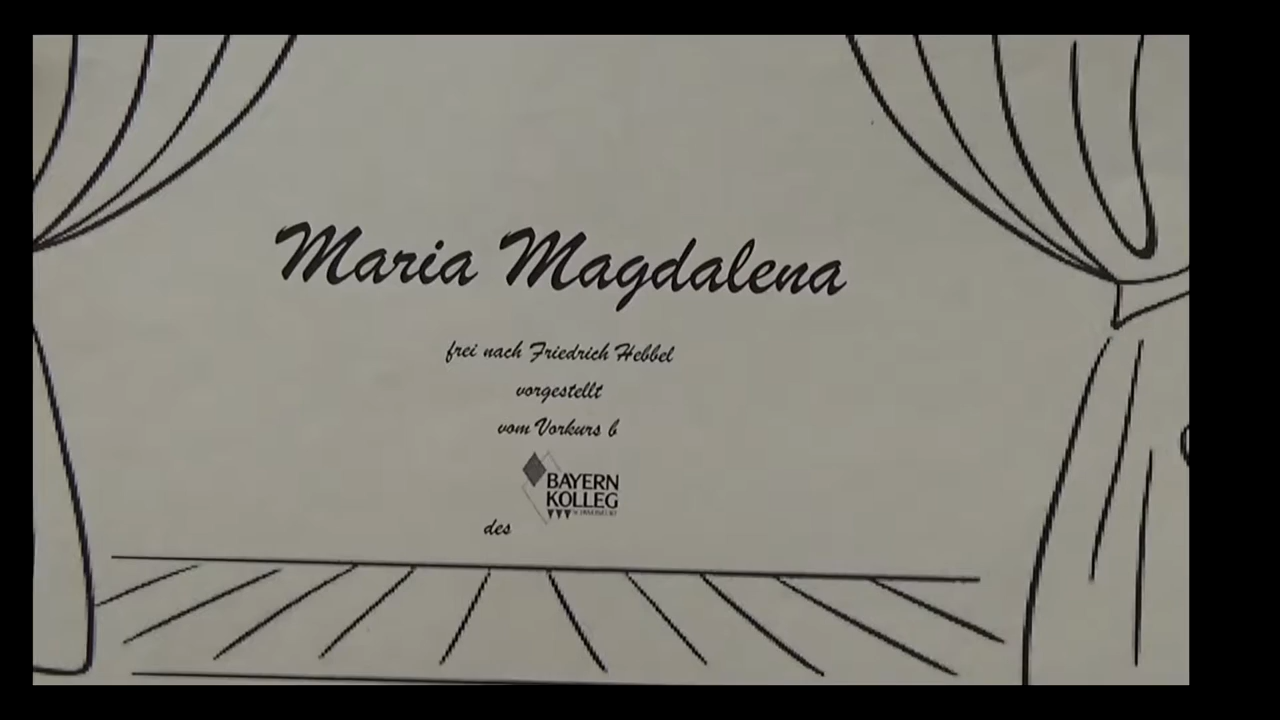 Maria Magdalena
frei nach Friedrich Hebbel
vorgestellt
vom Vorkurs b
BAYERN
KOLLEG
des